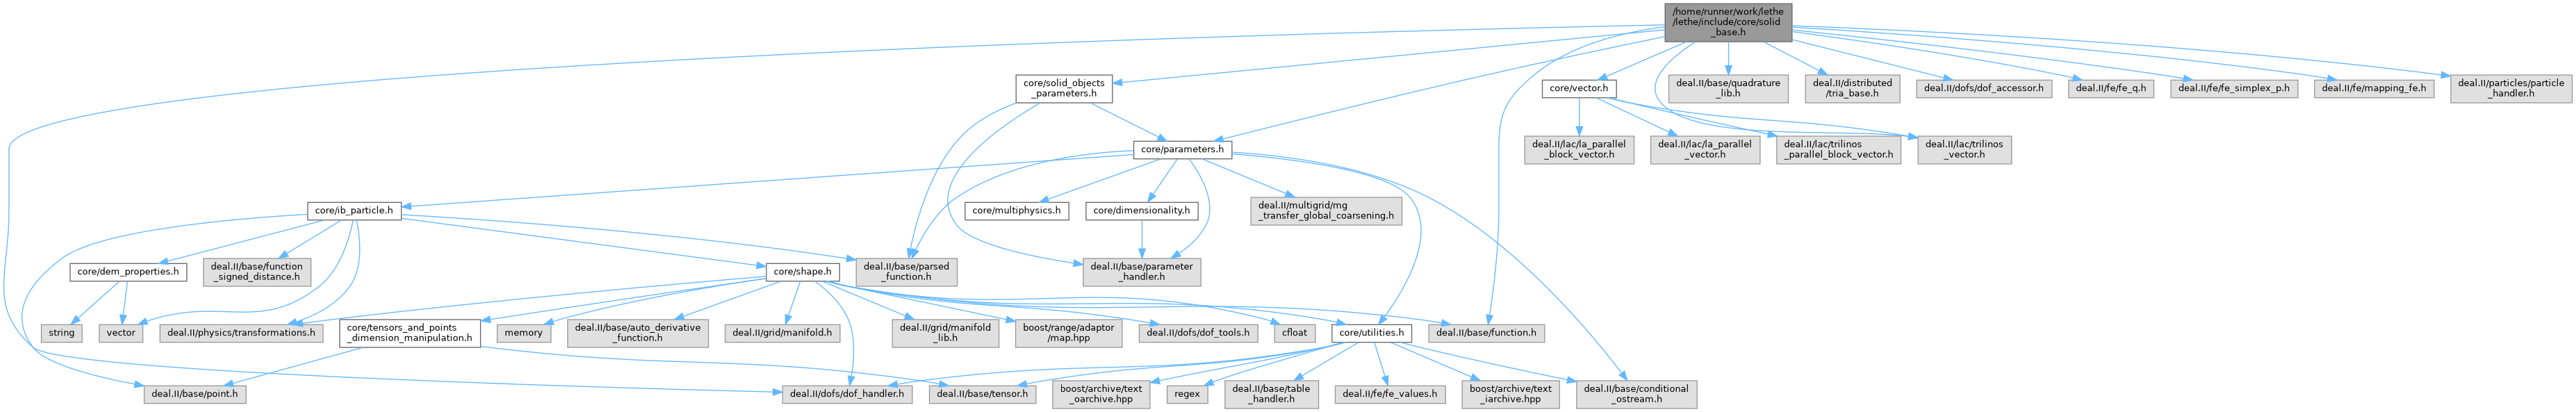 /home/runner/work/lethe
/lethe/include/core/solid
_base.h
core/solid_objects
_parameters.h
core/vector.h
deal.II/base/quadrature
_lib.h
deal.II/distributed
/tria_base.h
deal.II/dofs/dof_accessor.h
deal.II/fe/fe_q.h
deal.II/fe/fe_simplex_p.h
deal.II/fe/mapping_fe.h
deal.II/particles/particle
_handler.h
core/parameters.h
deal.II/lac/la_parallel
_block_vector.h
deal.II/lac/la_parallel
_vector.h
deal.II/lac/trilinos
_parallel_block_vector.h
deal.II/lac/trilinos
_vector.h
core/ib_particle.h
core/multiphysics.h
core/dimensionality.h
deal.II/multigrid/mg
_transfer_global_coarsening.h
core/dem_properties.h
deal.II/base/function
_signed_distance.h
core/shape.h
deal.II/base/parsed
_function.h
deal.II/base/parameter
_handler.h
string
vector
deal.II/physics/transformations.h
core/tensors_and_points
_dimension_manipulation.h
memory
deal.II/base/auto_derivative
_function.h
deal.II/grid/manifold.h
deal.II/grid/manifold
_lib.h
boost/range/adaptor
/map.hpp
deal.II/dofs/dof_tools.h
cfloat
core/utilities.h
deal.II/base/function.h
deal.II/base/point.h
deal.II/dofs/dof_handler.h
deal.II/base/tensor.h
boost/archive/text
_oarchive.hpp
regex
deal.II/base/table
_handler.h
deal.II/fe/fe_values.h
boost/archive/text
_iarchive.hpp
deal.II/base/conditional
_ostream.h